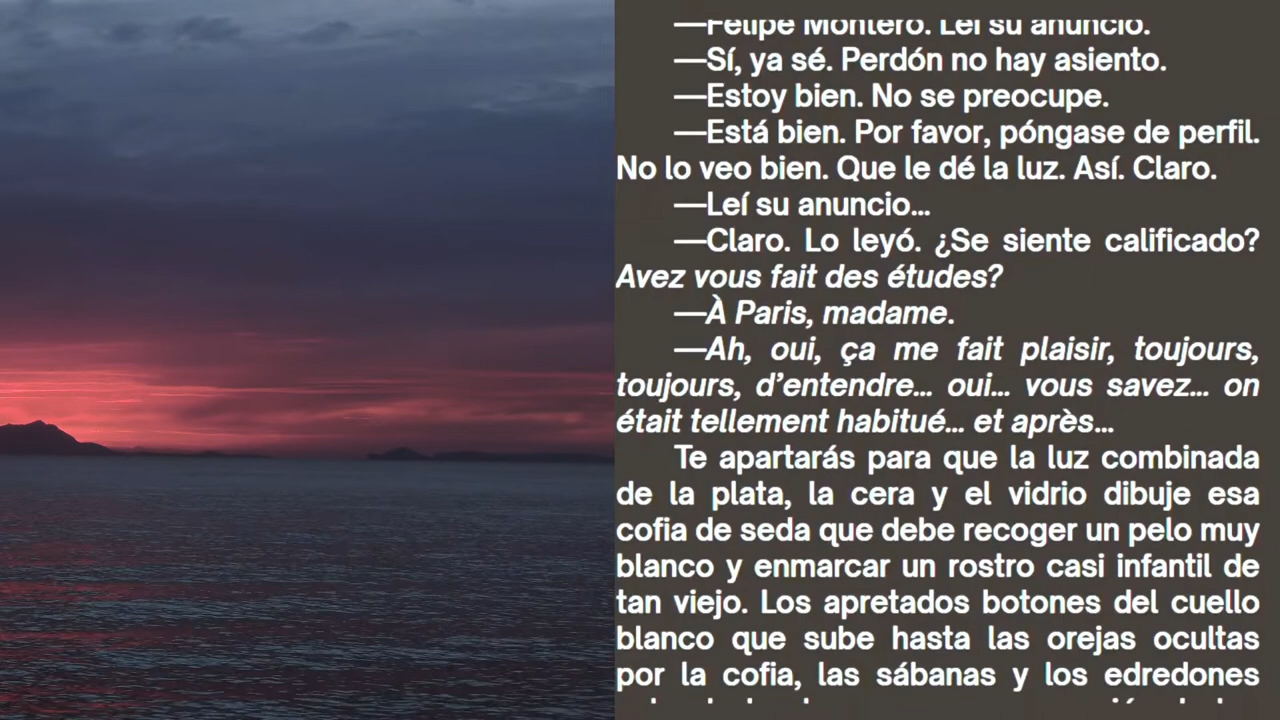 —Felipe Montero. Leí su anuncio.
—Sí, ya sé. Perdón no hay asiento.
—Estoy bien. No se preocupe.
—Está bien. Por favor, póngase de perfil.
No lo veo bien. Que le dé la luz. Así. Claro.
—Leí su anuncio…
—Claro. Lo leyó. ¿Se siente calificado?
Avez vous fait des études?
—À Paris, madame.
—Ah, oui, ça me fait plaisir, toujours,
toujours, d’entendre… oui… vous savez… on
était tellement habitué… et après…
Te apartarás para que la luz combinada
de la plata, la cera y el vidrio dibuje esa
cofia de seda que debe recoger un pelo muy
blanco y enmarcar un rostro casi infantil de
tan viejo. Los apretados botones del cuello
blanco que sube hasta las orejas ocultas
por la cofia, las sábanas y los edredones